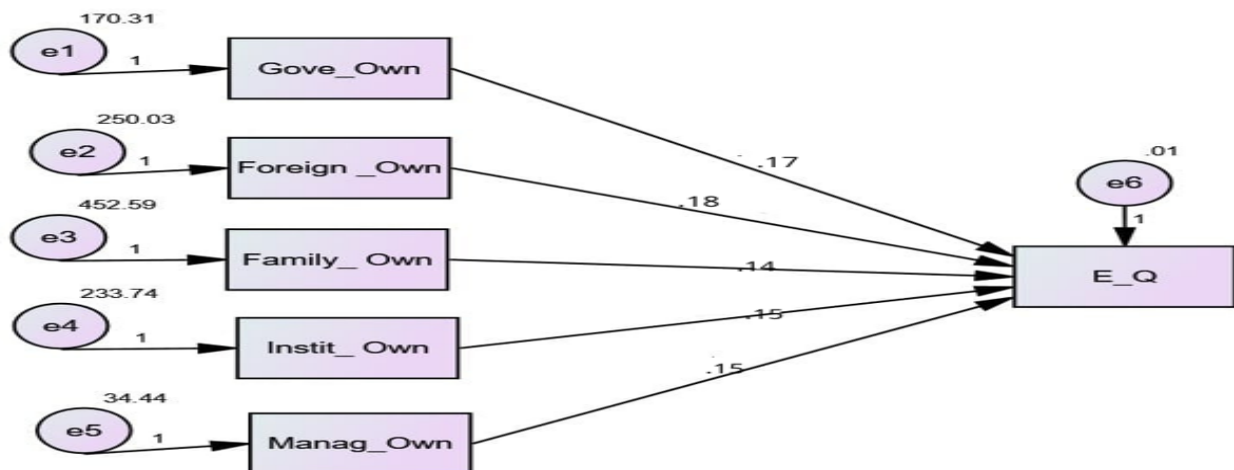 170.31
e1
1
Gove_Own
250.03
e2
1
Foreign _Own
452.59
e3
1
Family_ Own
233.74
e4
1
Instit_ Own
34.44
e5
1
Manag_Own
.17
.18
.14
.15
.15
.01
e6
1
E_Q